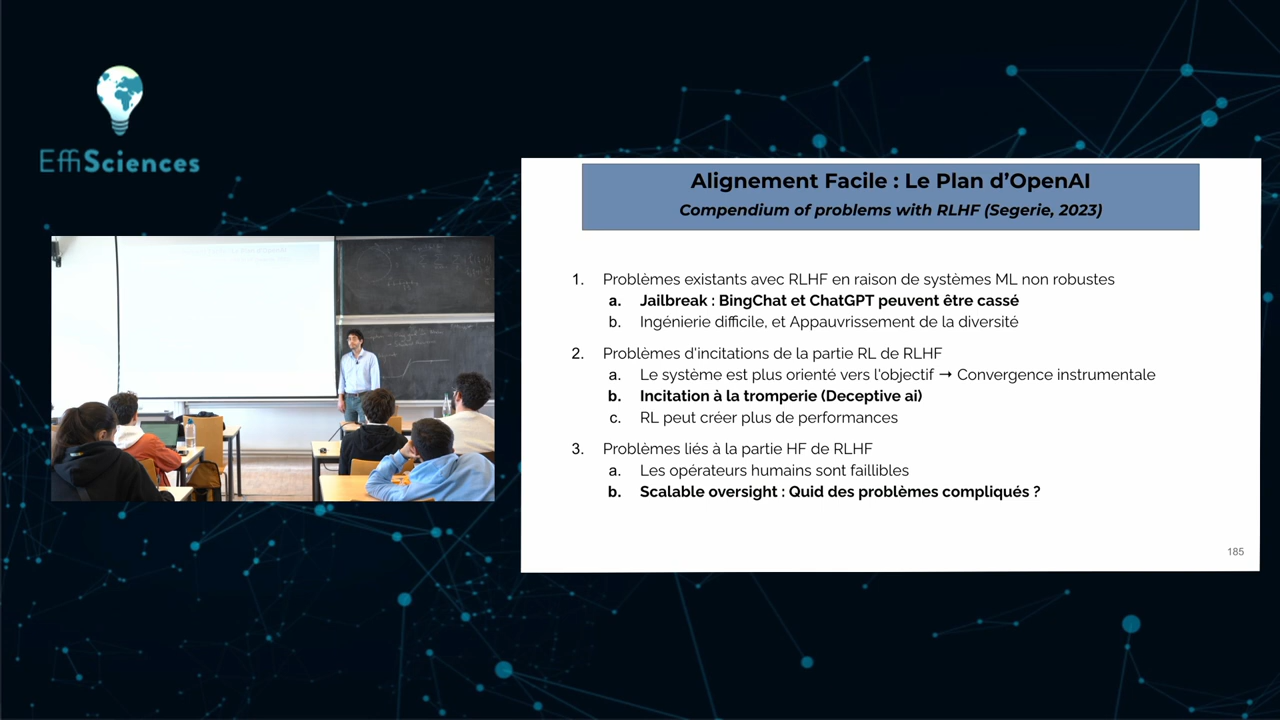 EffiSciences
Alignement Facile : Le Plan d'OpenAI
Compendium of problems with RLHF (Segerie, 2023)
1. Problèmes existants avec RLHF en raison de systèmes ML non robustes
a. Jailbreak : BingChat et ChatGPT peuvent être cassé
b. Ingénierie difficile, et Appauvrissement de la diversité
2. Problèmes d'incitations de la partie RL de RLHF
a. Le système est plus orienté vers l'objectif → Convergence instrumentale
b. Incitation à la tromperie (Deceptive ai)
c. RL peut créer plus de performances
3. Problèmes liés à la partie HF de RLHF
a. Les opérateurs humains sont faillibles
b. Scalable oversight : Quid des problèmes compliqués ?
185